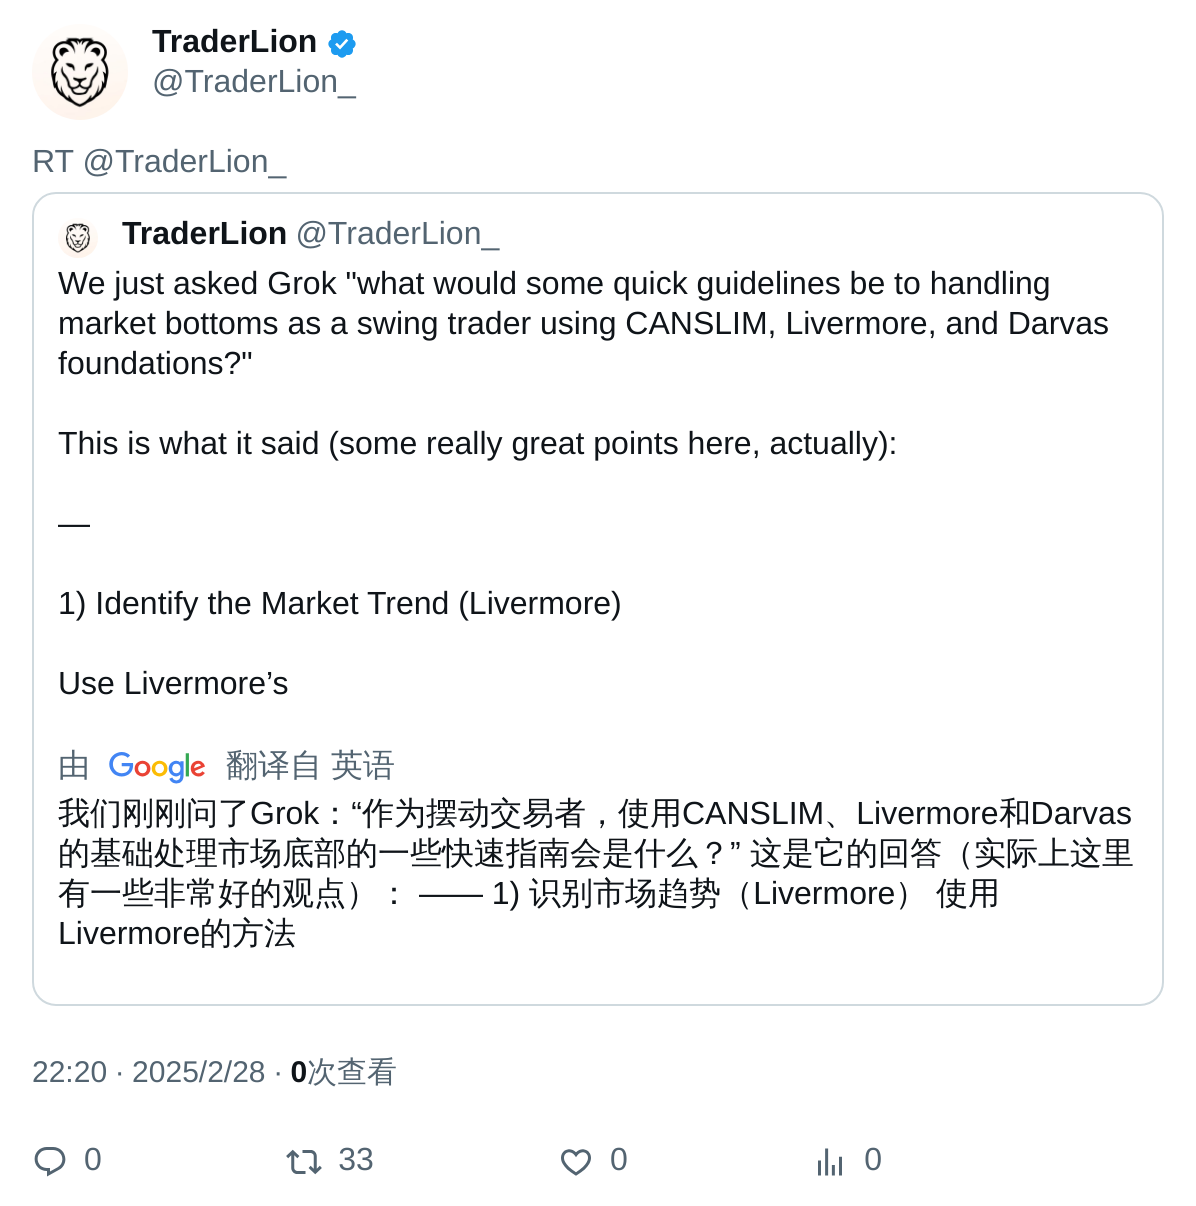 TraderLion
@TraderLion_
RT @TraderLion_
TraderLion @TraderLion_
We just asked Grok "what would some quick guidelines be to handling
market bottoms as a swing trader using CANSLIM, Livermore, and Darvas
foundations?"
This is what it said (some really great points here, actually):
—
1) Identify the Market Trend (Livermore)
Use Livermore’s
由 Google 翻译自 英语
我们刚刚问了Grok：“作为摆动交易者，使用CANSLIM、Livermore和Darvas
的基础处理市场底部的一些快速指南会是什么？” 这是它的回答（实际上这里
有一些非常好的观点）： —— 1) 识别市场趋势（Livermore） 使用
Livermore的方法
22:20 · 2025/2/28 · 0次查看
0 33 0 0